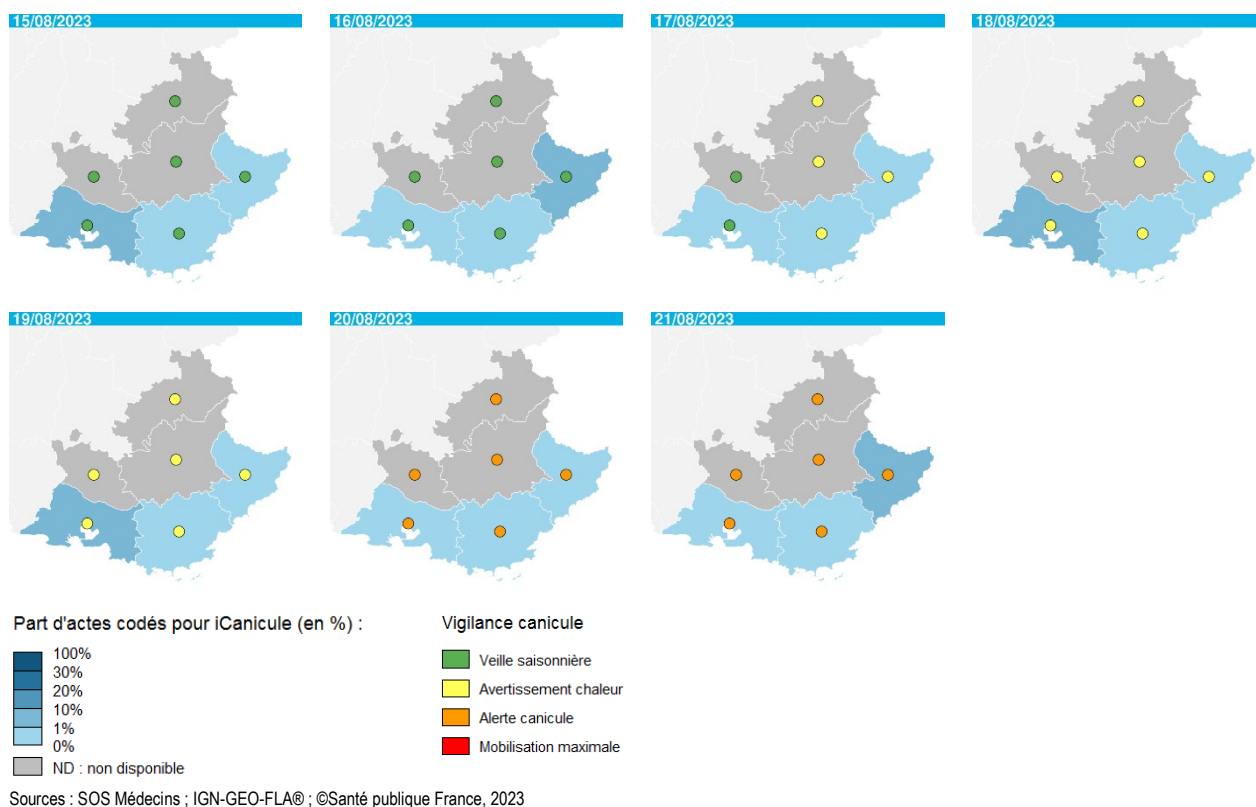 15/08/2023
16/08/2023
17/08/2023
18/08/2023
19/08/2023
20/08/2023
21/08/2023
Part d'actes codés pour iCanicule (en %) :
100%
30%
20%
10%
1%
0%
ND : non disponible
Vigilance canicule
Veille saisonnière
Avertissement chaleur
Alerte canicule
Mobilisation maximale
Sources : SOS Médecins ; IGN-GEO-FLA® ; ©Santé publique France, 2023